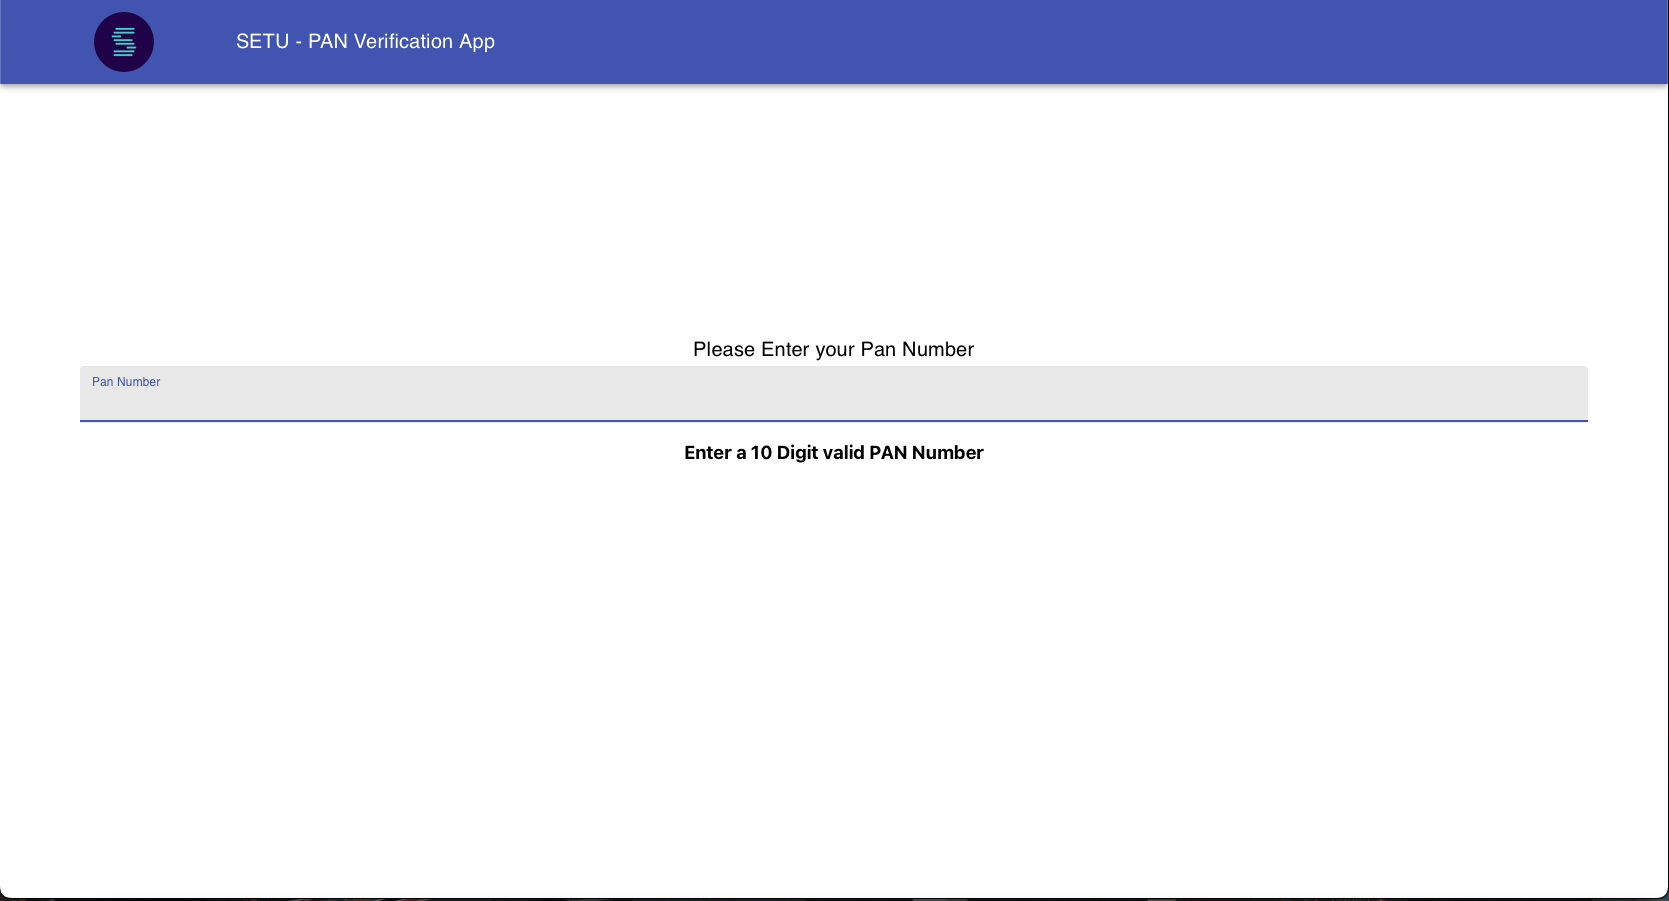 SETU - PAN Verification App
Please Enter your Pan Number
Pan Number
Enter a 10 Digit valid PAN Number